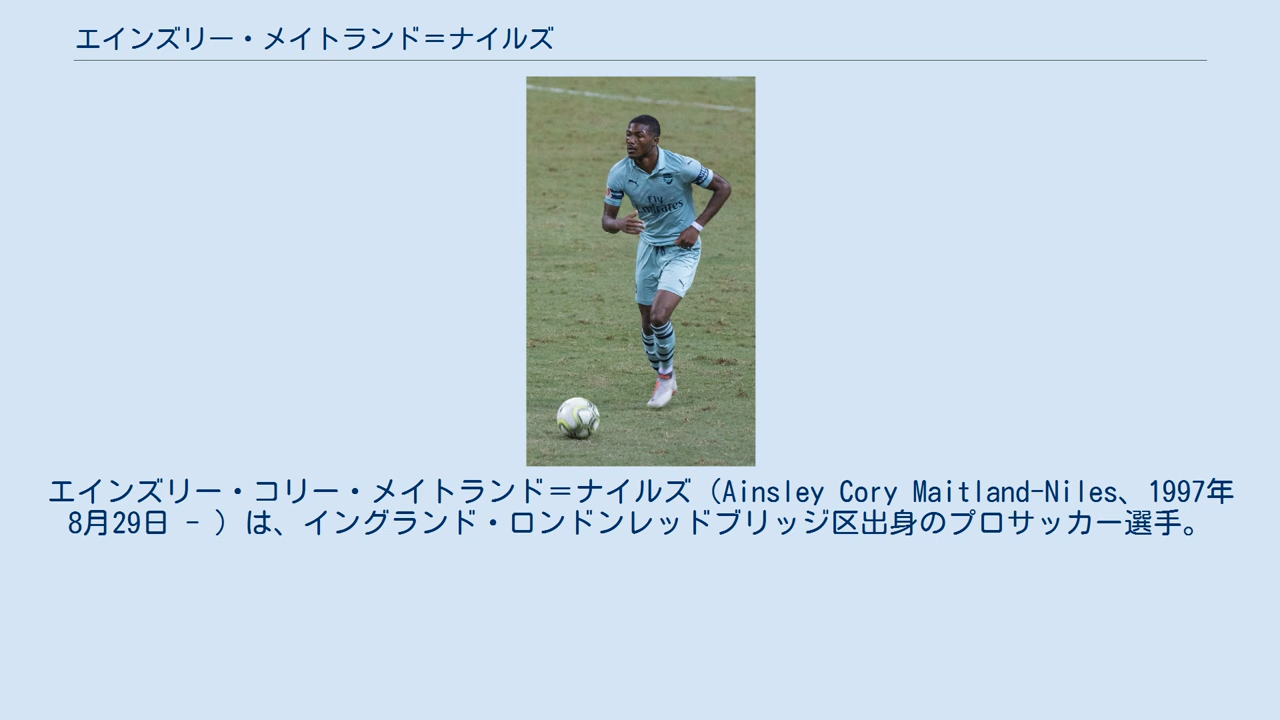 エインズリー・メイトランド＝ナイルズ
Fly
Emirates
エインズリー・コリー・メイトランド＝ナイルズ（Ainsley Cory Maitland-Niles、1997年
8月29日 - ）は、イングランド・ロンドンレッドブリッジ区出身のプロサッカー選手。